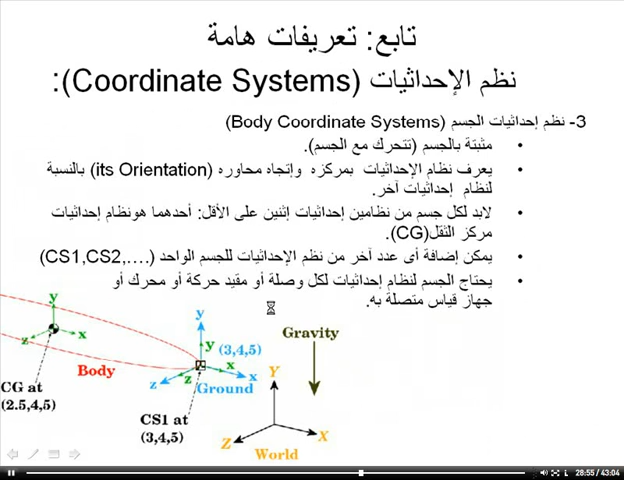 تابع: تعريفات هامة
نظم الإحداثيات (Coordinate Systems):
3- نظم إحداثيات الجسم (Body Coordinate Systems)
• مثبتة بالجسم (تتحرك مع الجسم).
• يعرف نظام الإحداثيات بمركزه وإتجاه محاوره (its Orientation) بالنسبة
لنظام إحداثيات آخر.
• لابد لكل جسم من نظامين إحداثيات إثنين على الأقل: أحدهما هونظام إحداثيات
مركز الثقل(CG).
• يمكن إضافة أى عدد آخر من نظم الإحداثيات للجسم الواحد (CS1,CS2,….)
• يحتاج الجسم لنظام إحداثيات لكل وصلة أو مقيد حركة أو محرك أو
جهاز قياس متصلة به.
y
x
z
CG at
(2.5,4,5)
Body
y
y
(3,4,5)
x
x
z
z
Ground
CS1 at
(3,4,5)
Gravity
Y
X
Z
World
28:55 / 43:04